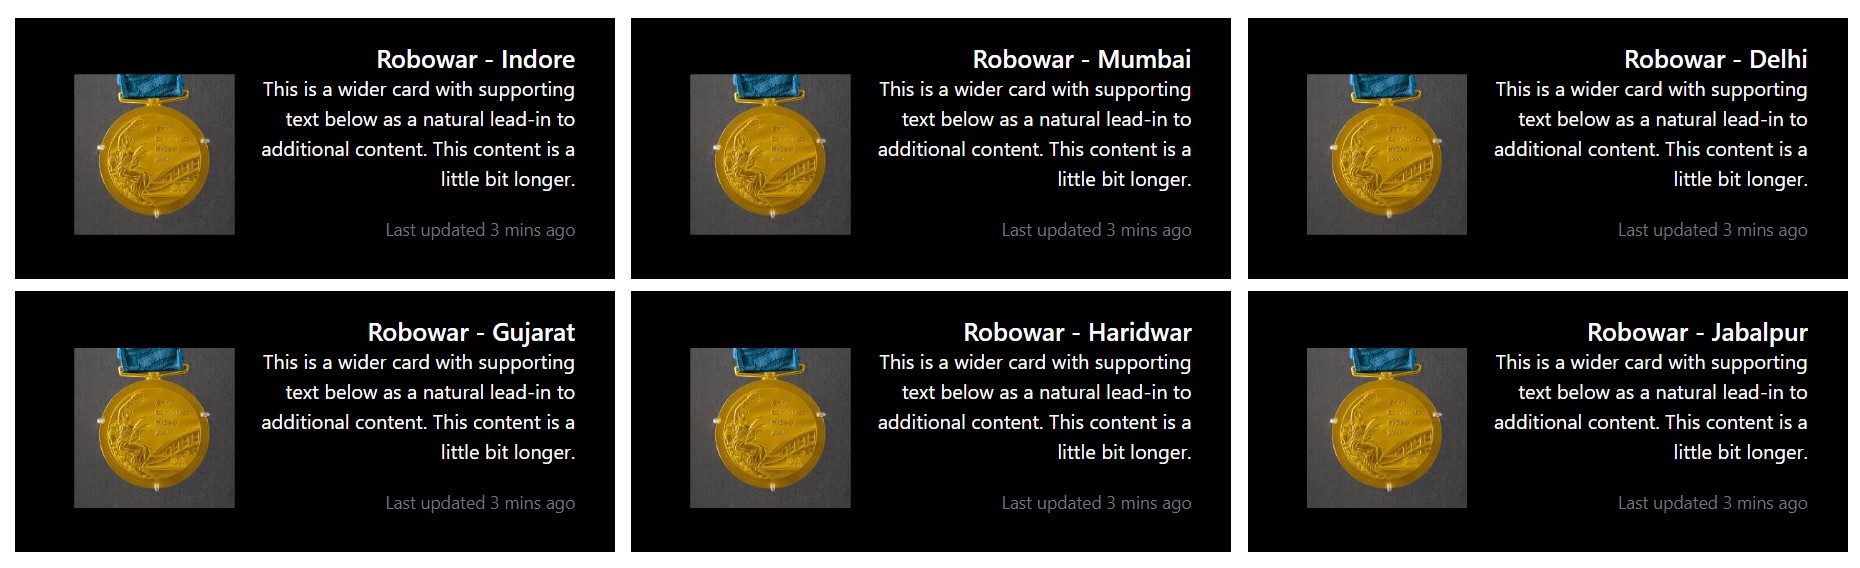 Robowar - Indore
This is a wider card with supporting
text below as a natural lead-in to
additional content. This content is a
little bit longer.
Last updated 3 mins ago
Robowar - Mumbai
This is a wider card with supporting
text below as a natural lead-in to
additional content. This content is a
little bit longer.
Last updated 3 mins ago
Robowar - Delhi
This is a wider card with supporting
text below as a natural lead-in to
additional content. This content is a
little bit longer.
Last updated 3 mins ago
Robowar - Gujarat
This is a wider card with supporting
text below as a natural lead-in to
additional content. This content is a
little bit longer.
Last updated 3 mins ago
Robowar - Haridwar
This is a wider card with supporting
text below as a natural lead-in to
additional content. This content is a
little bit longer.
Last updated 3 mins ago
Robowar - Jabalpur
This is a wider card with supporting
text below as a natural lead-in to
additional content. This content is a
little bit longer.
Last updated 3 mins ago